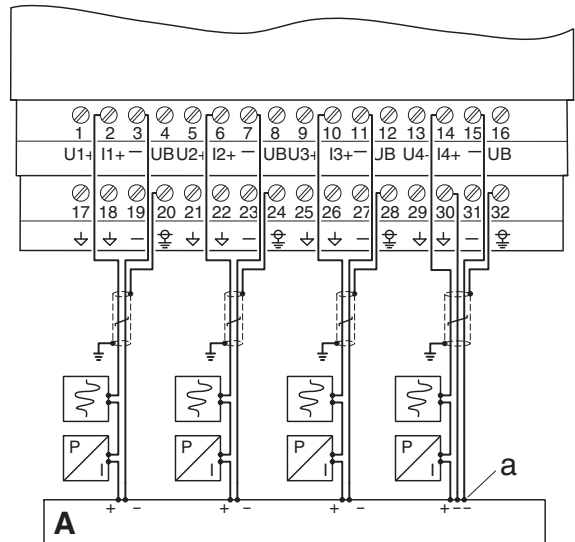 1 2 3 4 5 6 7 8 9 10 11 12 13 14 15 16
U1+ I1+ – UB U2+ I2+ – UB U3+ I3+ – UB U4- I4+ – UB
17 18 19 20 21 22 23 24 25 26 27 28 29 30 31 32
P I P I P I P I
a
+ – + – + – + – –
A